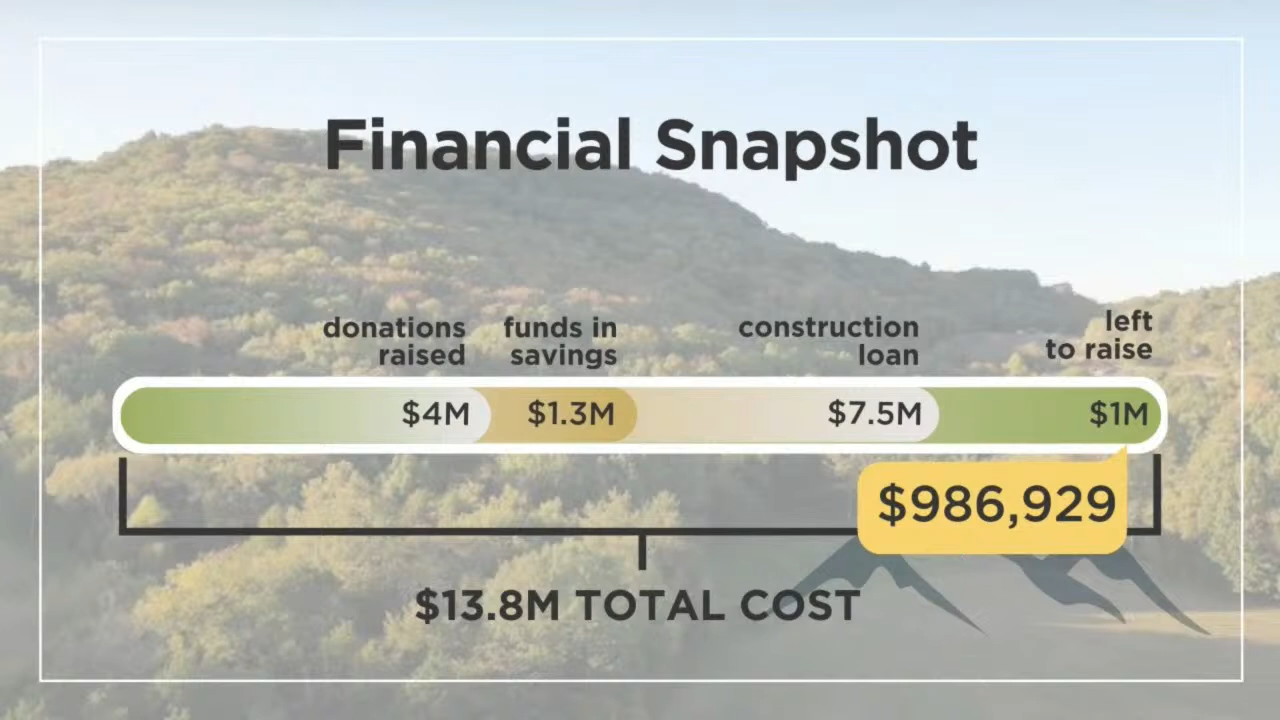 Financial Snapshot
donations
raised
funds in
savings
construction
loan
left
to raise
$4M
$1.3M
$7.5M
$1M
$986,929
$13.8M TOTAL COST